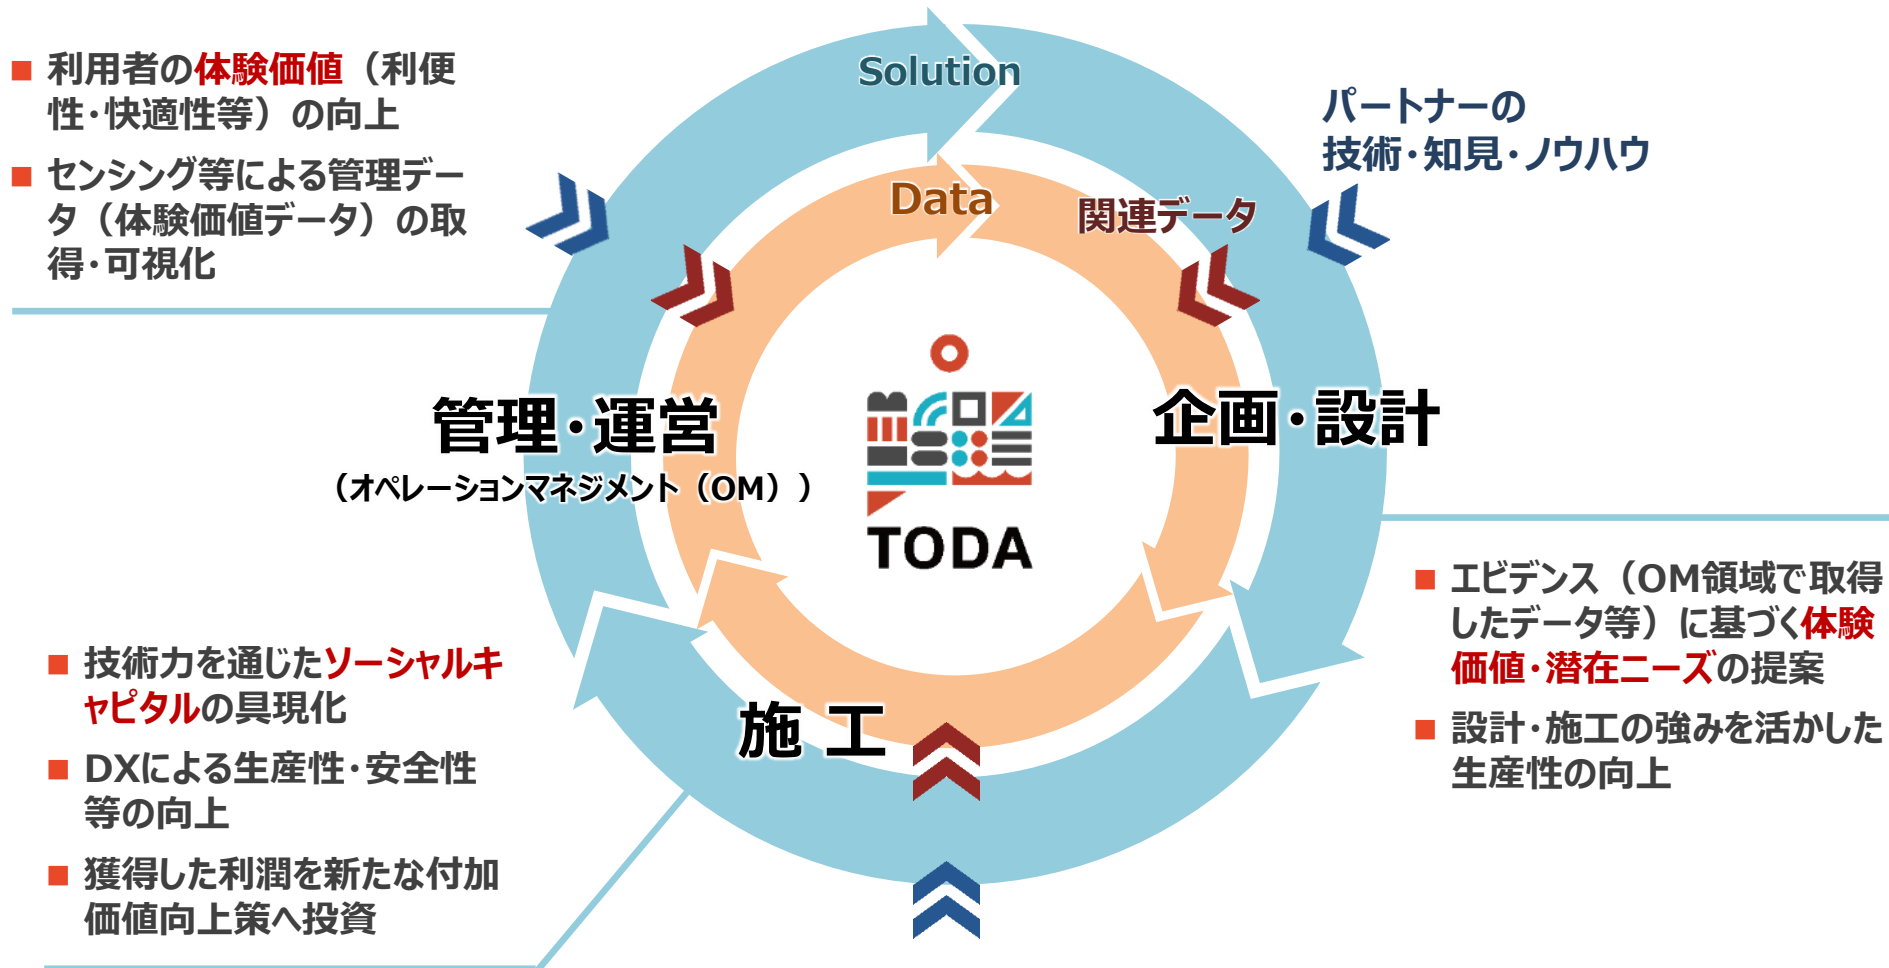 Solution
Data
関連データ
パートナーの
技術・知見・ノウハウ
利用者の体験価値（利便
性・快適性等）の向上
センシング等による管理デー
タ（体験価値データ）の取
得・可視化
管理・運営
（オペレーションマネジメント（OM））
企画・設計
TODA
エビデンス（OM領域で取得
したデータ等）に基づく体験
価値・潜在ニーズの提案
設計・施工の強みを活かした
生産性の向上
施 工
技術力を通じたソーシャルキ
ャピタルの具現化
DXによる生産性・安全性
等の向上
獲得した利潤を新たな付加
価値向上策へ投資